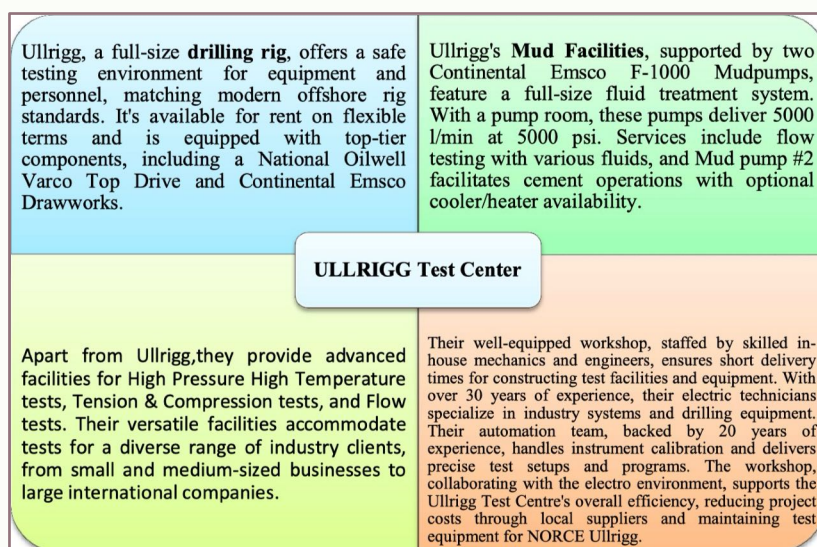 Ullrigg, a full-size drilling rig, offers a safe
testing environment for equipment and
personnel, matching modern offshore rig
standards. It's available for rent on flexible
terms and is equipped with top-tier
components, including a National Oilwell
Varco Top Drive and Continental Emsco
Drawworks.
Ullrigg's Mud Facilities, supported by two
Continental Emsco F-1000 Mudpumps,
feature a full-size fluid treatment system.
With a pump room, these pumps deliver 5000
l/min at 5000 psi. Services include flow
testing with various fluids, and Mud pump #2
facilitates cement operations with optional
cooler/heater availability.
ULLRIGG Test Center
Apart from Ullrigg,they provide advanced
facilities for High Pressure High Temperature
tests, Tension & Compression tests, and Flow
tests. Their versatile facilities accommodate
tests for a diverse range of industry clients,
from small and medium-sized businesses to
large international companies.
Their well-equipped workshop, staffed by skilled in-
house mechanics and engineers, ensures short delivery
times for constructing test facilities and equipment. With
over 30 years of experience, their electric technicians
specialize in industry systems and drilling equipment.
Their automation team, backed by 20 years of
experience, handles instrument calibration and delivers
precise test setups and programs. The workshop,
collaborating with the electro environment, supports the
Ullrigg Test Centre's overall efficiency, reducing project
costs through local suppliers and maintaining test
equipment for NORCE Ullrigg.